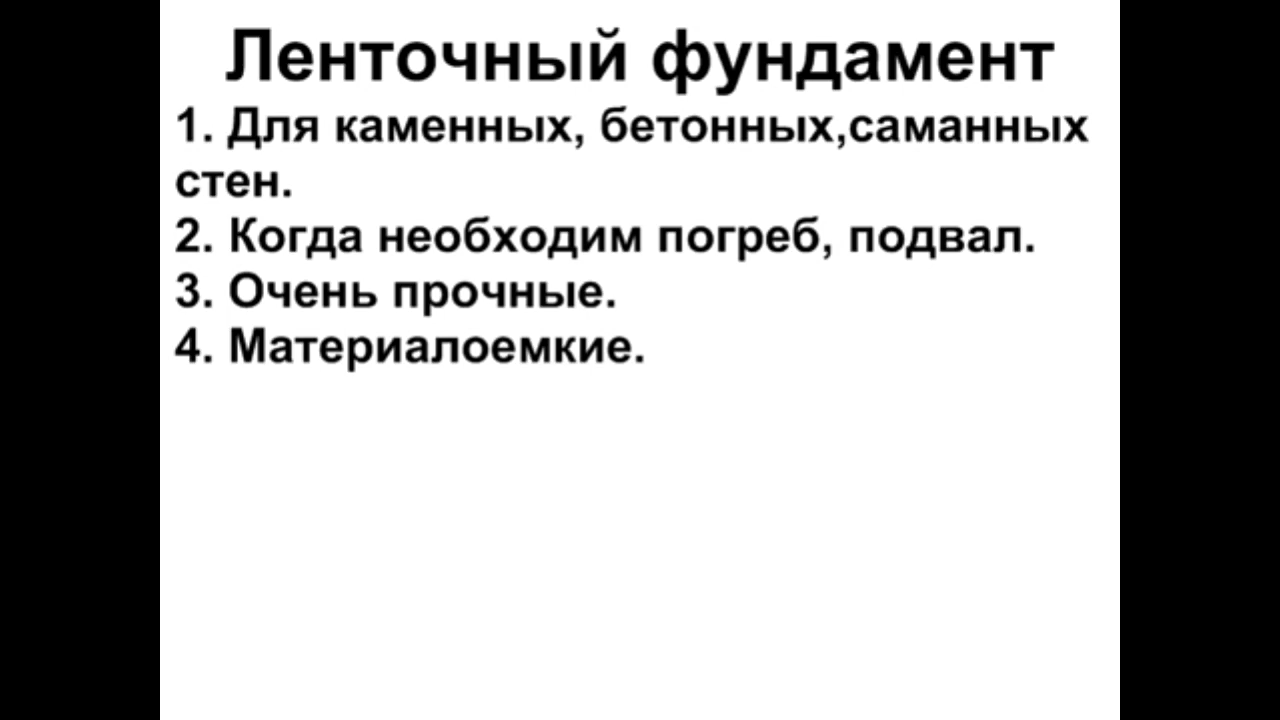 Ленточный фундамент
1. Для каменных, бетонных,саманных
стен.
2. Когда необходим погреб, подвал.
3. Очень прочные.
4. Материалоемкие.